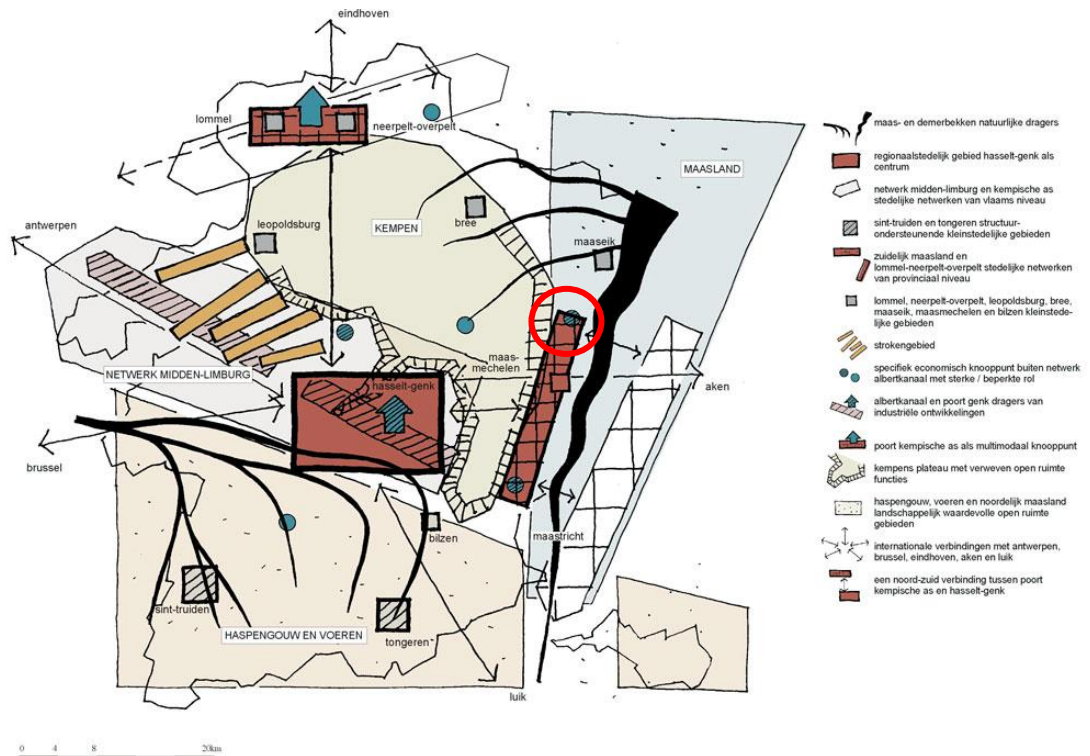 eindhoven
lommel
neerpelt-overpelt
MAASLAND
antwerpen
leopoldsburg
KEMPEN
bree
maaseik
NETWERK MIDDEN-LIMBURG
hasselt-genk
maas-
mechelen
aken
brussel
bilzen
maastricht
sint-truiden
HASPENGOUW EN VOEREN
tongeren
luik
0 4 8 20km
maas- en demerbekken natuurlijke dragers
regionaalstedelijk gebied hasselt-genk als
centrum
netwerk midden-limburg en kempische as
stedelijke netwerken van vlaams niveau
sint-truiden en tongeren structuur-
ondersteunende kleinstedelijke gebieden
zuidelijk maasland en
lommel-neerpelt-overpelt stedelijke netwerken
van provinciaal niveau
lommel, neerpelt-overpelt, leopoldsburg, bree,
maaseik, maasmechelen en bilzen kleinstede-
lijke gebieden
strokengebied
specifiek economisch knooppunt buiten netwerk
albertkanaal met sterke / beperkte rol
albertkanaal en poort genk dragers van
industriële ontwikkelingen
poort kempische as als multimodaal knooppunt
kempens plateau met verweven open ruimte
functies
haspengouw, voeren en noordelijk maasland
landschappelijk waardevolle open ruimte
gebieden
internationale verbindingen met antwerpen,
brussel, eindhoven, aken en luik
een noord-zuid verbinding tussen poort
kempische as en hasselt-genk